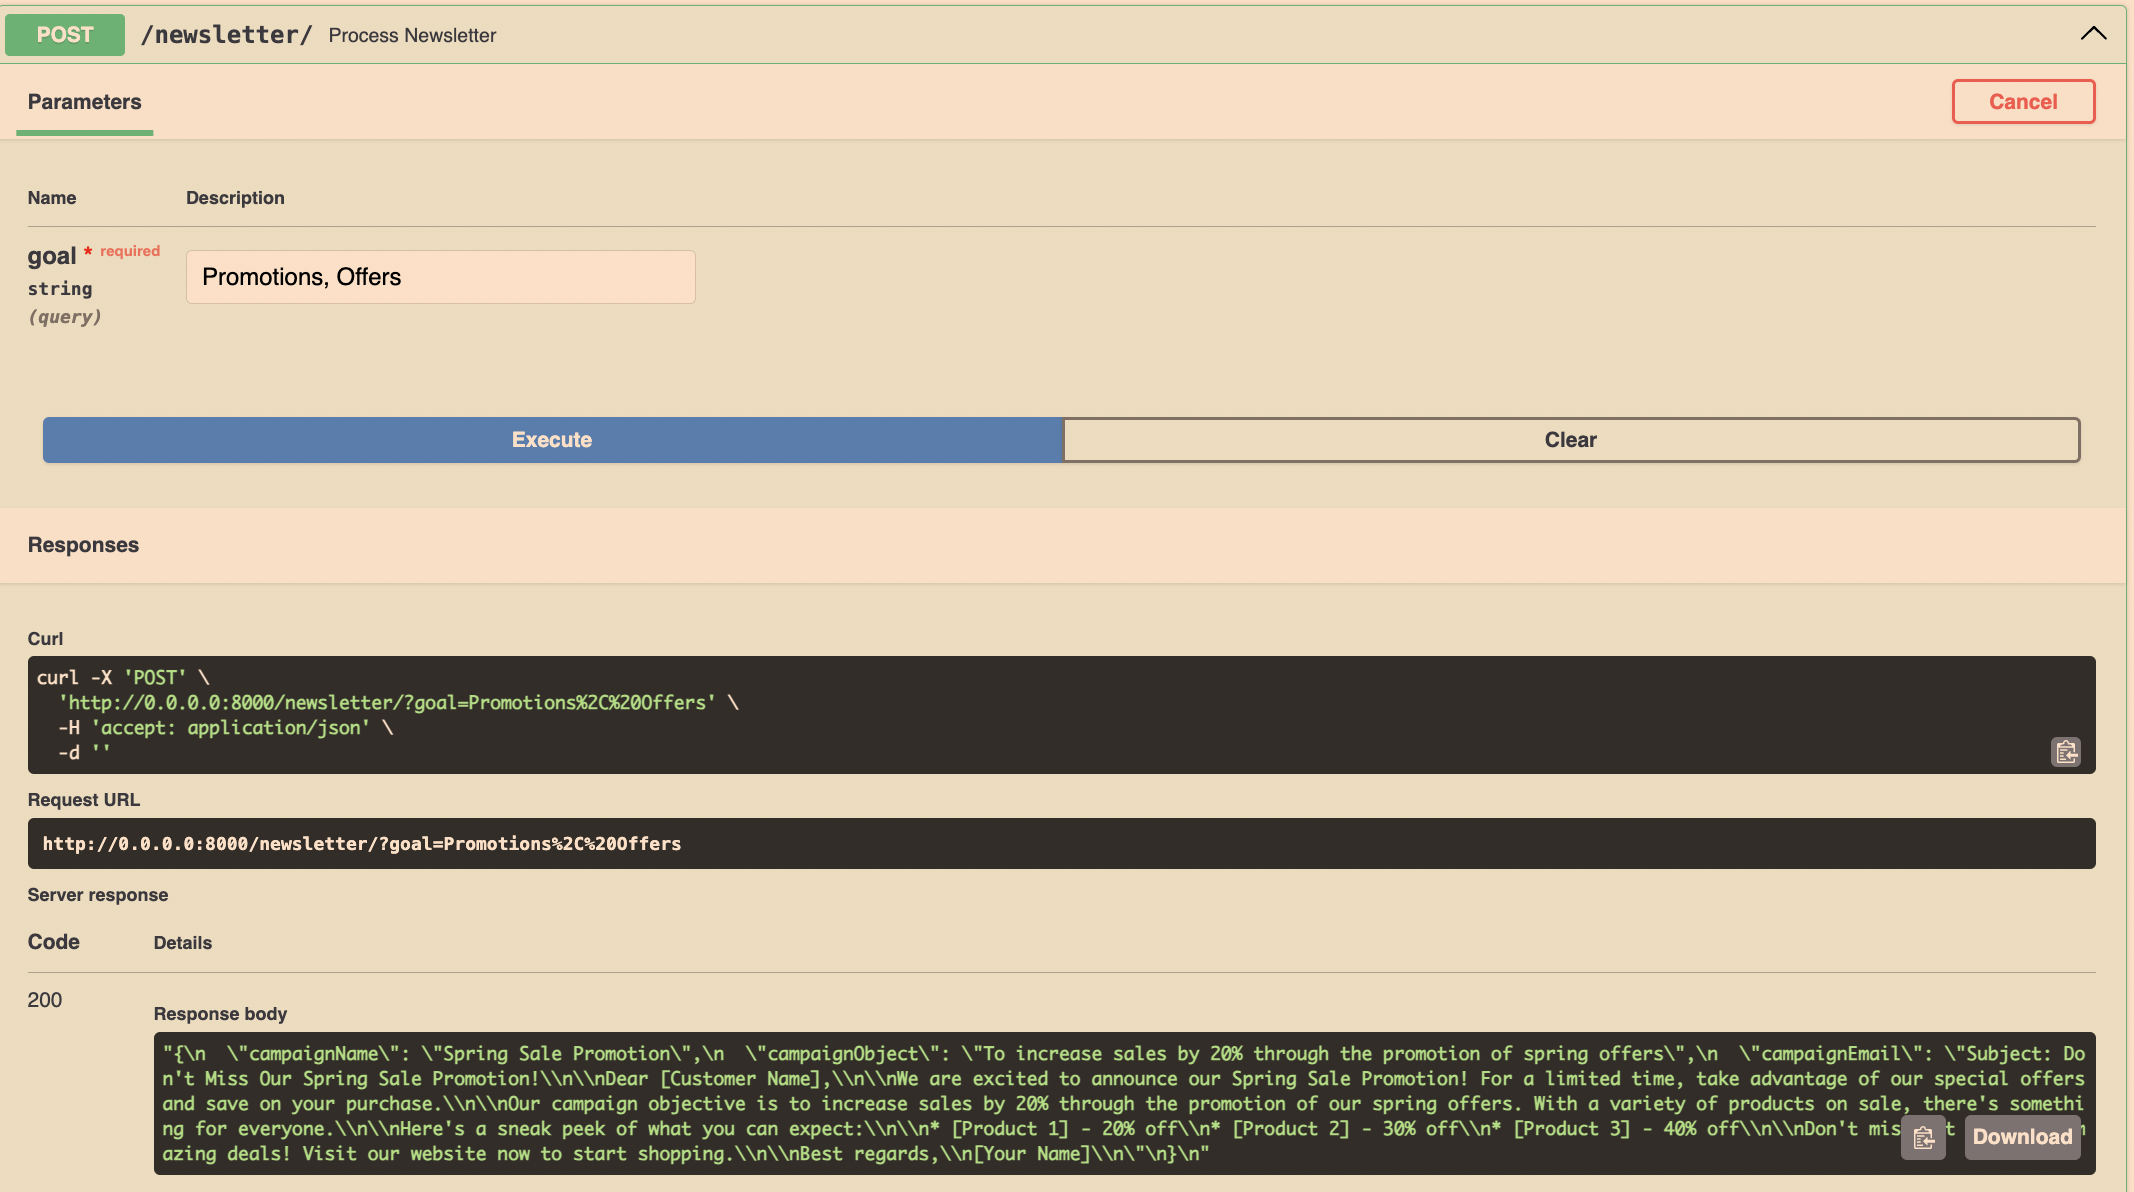 POST /newsletter/ Process Newsletter
Parameters
Cancel
Name Description
goal * required
string
(query)
Promotions, Offers
Execute
Clear
Responses
Curl
curl -X 'POST' \
  'http://0.0.0.0:8000/newsletter/?goal=Promotions%2C%20Offers' \
  -H 'accept: application/json' \
  -d ''
Request URL
http://0.0.0.0:8000/newsletter/?goal=Promotions%2C%20Offers
Server response
Code Details
200
Response body
"{\n  \"campaignName\": \"Spring Sale Promotion\",\n  \"campaignObject\": \"To increase sales by 20% through the promotion of spring offers\",\n  \"campaignEmail\": \"Subject: Do
n't Miss Our Spring Sale Promotion!\\n\\nDear [Customer Name],\\n\\nWe are excited to announce our Spring Sale Promotion! For a limited time, take advantage of our special offers
and save on your purchase.\\n\\nOur campaign objective is to increase sales by 20% through the promotion of our spring offers. With a variety of products on sale, there's somethi
ng for everyone.\\n\\nHere's a sneak peek of what you can expect:\\n\\n* [Product 1] - 20% off\\n* [Product 2] - 30% off\\n* [Product 3] - 40% off\\n\\nDon't
azing deals! Visit our website now to start shopping.\\n\\nBest regards,\\n[Your Name]\\n\"\n}\n"
Download